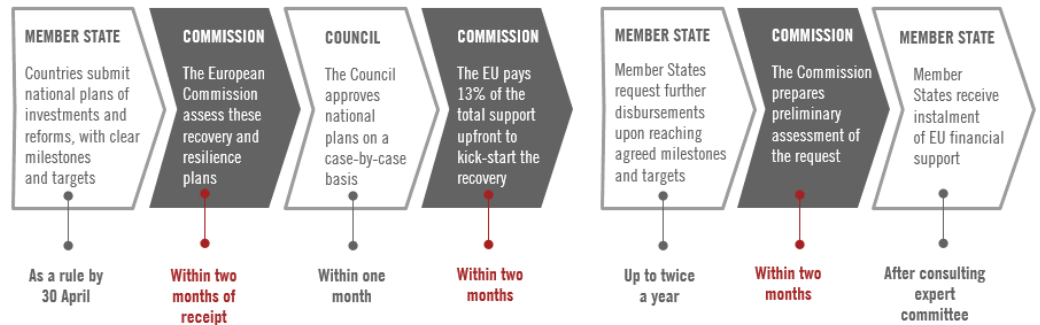 MEMBER STATE
Countries submit
national plans of
investments and
reforms, with clear
milestones
and targets
As a rule by
30 April
COMMISSION
The European
Commission
assess these
recovery and
resilience
plans
Within two
months of
receipt
COUNCIL
The Council
approves
national
plans on a
case-by-case
basis
Within one
month
COMMISSION
The EU pays
13% of the
total support
upfront to
kick-start the
recovery
Within two
months
MEMBER STATE
Member States
request further
disbursements
upon reaching
agreed milestones
and targets
Up to twice
a year
COMMISSION
The Commission
prepares
preliminary
assessment of
the request
Within two
months
MEMBER STATE
Member
States receive
instalment
of EU financial
support
After consulting
expert
committee